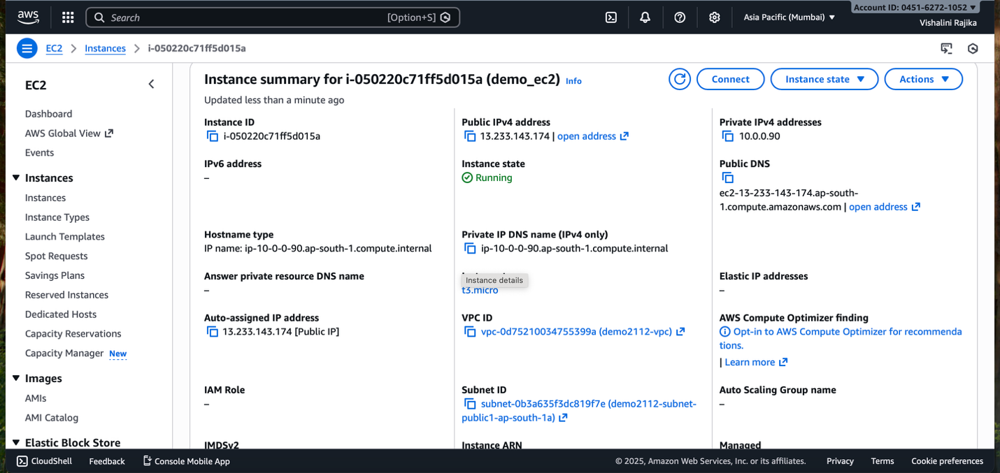 aws
Search
[Option+S]
Asia Pacific (Mumbai)
Account ID: 0451-6272-1052
Vishalini Rajika
EC2
Instances
i-050220c71ff5d015a
EC2
Dashboard
AWS Global View
Events
Instances
Instances
Instance Types
Launch Templates
Spot Requests
Savings Plans
Reserved Instances
Dedicated Hosts
Capacity Reservations
Capacity Manager New
Images
AMIs
AMI Catalog
Elastic Block Store
Instance summary for i-050220c71ff5d015a (demo_ec2) Info
Updated less than a minute ago
Connect
Instance state
Actions
Instance ID
i-050220c71ff5d015a
Public IPv4 address
13.233.143.174 | open address
Private IPv4 addresses
10.0.0.90
IPv6 address
–
Instance state
Running
Public DNS
ec2-13-233-143-174.ap-south-
1.compute.amazonaws.com | open address
Hostname type
IP name: ip-10-0-0-90.ap-south-1.compute.internal
Private IP DNS name (IPv4 only)
ip-10-0-0-90.ap-south-1.compute.internal
Answer private resource DNS name
–
Instance details
t3.micro
Elastic IP addresses
–
Auto-assigned IP address
13.233.143.174 [Public IP]
VPC ID
vpc-0d75210034755399a (demo2112-vpc)
AWS Compute Optimizer finding
Opt-in to AWS Compute Optimizer for recommenda
tions.
| Learn more
IAM Role
–
Subnet ID
subnet-0b3a635f3dc819f7e (demo2112-subnet-
public1-ap-south-1a)
Auto Scaling Group name
–
IMDSv2
Instance ARN
Managed
CloudShell
Feedback
Console Mobile App
© 2025, Amazon Web Services, Inc. or its affiliates.
Privacy
Terms
Cookie preferences